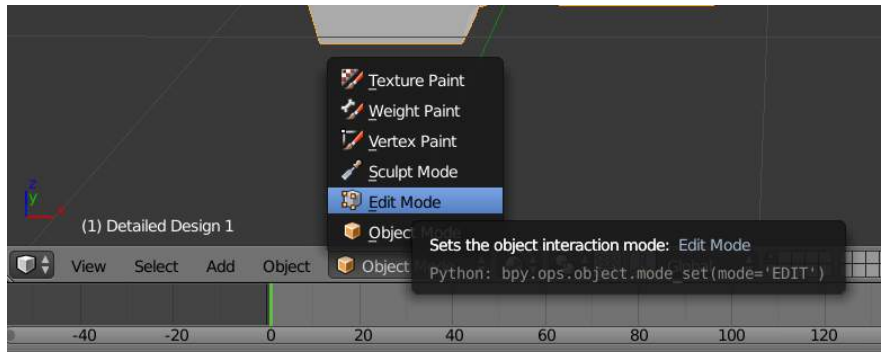 Texture Paint
Weight Paint
Vertex Paint
Sculpt Mode
Edit Mode
Object Mode
Sets the object interaction mode: Edit Mode
Python: bpy.ops.object.mode_set(mode='EDIT')
z
y
x
(1) Detailed Design 1
View Select Add Object Object
-40 -20 0 20 40 60 80 100 120